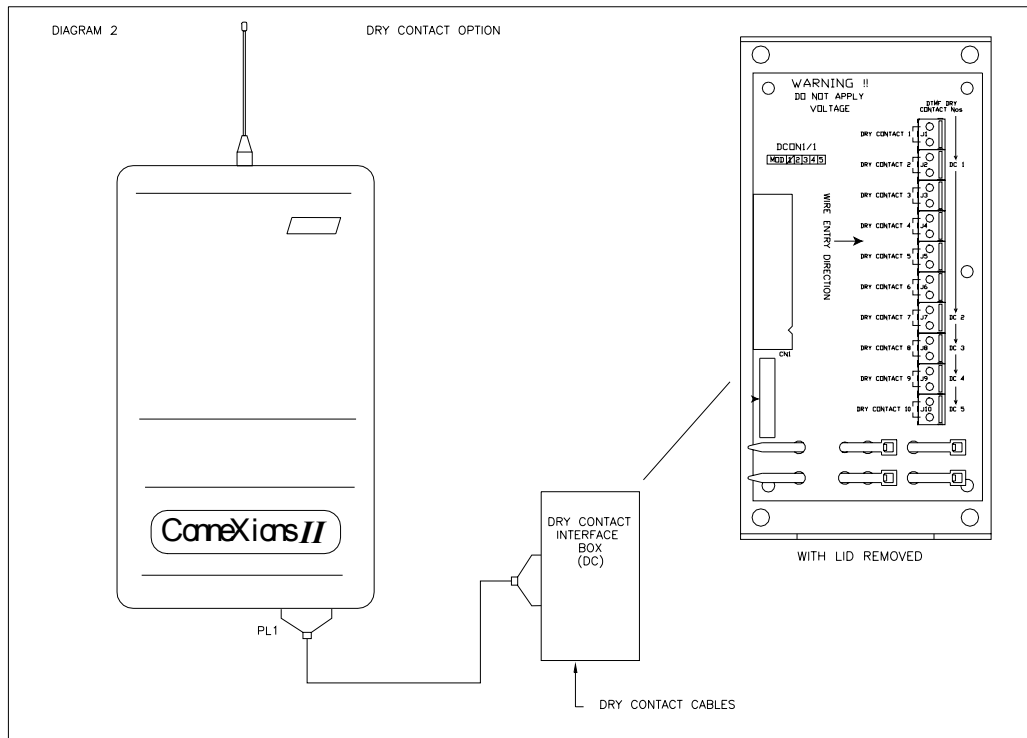 DIAGRAM 2
DRY CONTACT OPTION
WARNING !!
DO NOT APPLY
VOLTAGE
DTMF DRY
CONTACT Nos
DCON1/1
MOD 1 2 3 4 5
WIRE ENTRY DIRECTION
DRY CONTACT 1 J1
DRY CONTACT 2 J2 DC 1
DRY CONTACT 3 J3
DRY CONTACT 4 J4
DRY CONTACT 5 J5
DRY CONTACT 6 J6
DRY CONTACT 7 J7 DC 2
DRY CONTACT 8 J8 DC 3
CN1
DRY CONTACT 9 J9 DC 4
DRY CONTACT 10 J10 DC 5
WITH LID REMOVED
ConneXions II
PL1
DRY CONTACT
INTERFACE
BOX
(DC)
DRY CONTACT CABLES